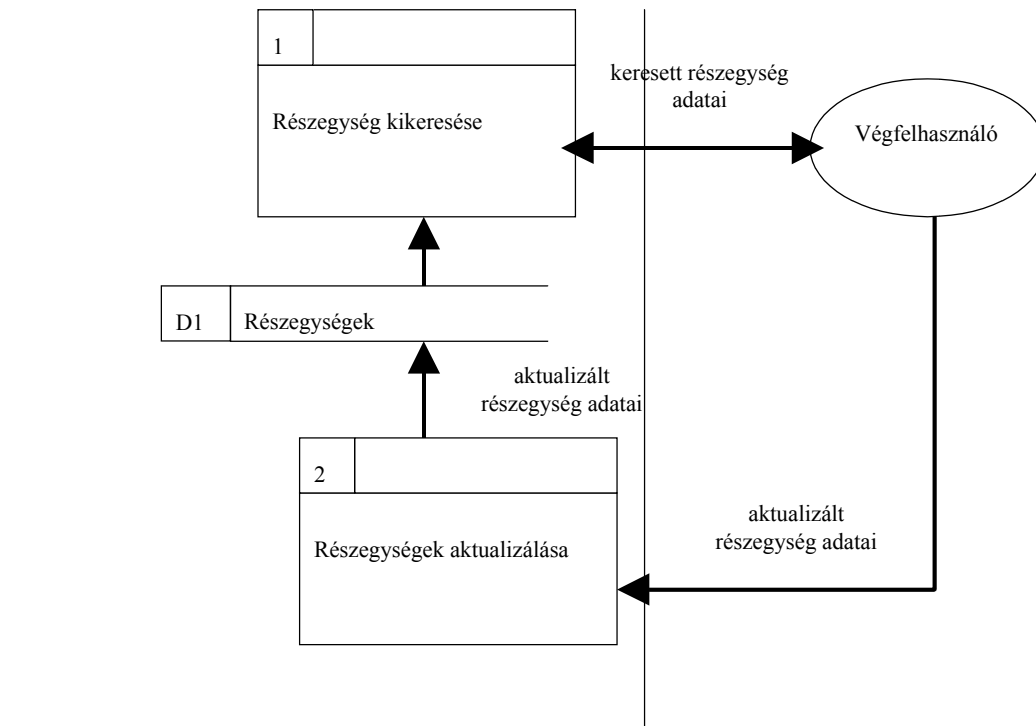 1
Részegység kikeresése
keresett részegység
adatai
Végfelhasználó
D1
Részegységek
aktualizált
részegység adatai
2
Részegységek aktualizálása
aktualizált
részegység adatai